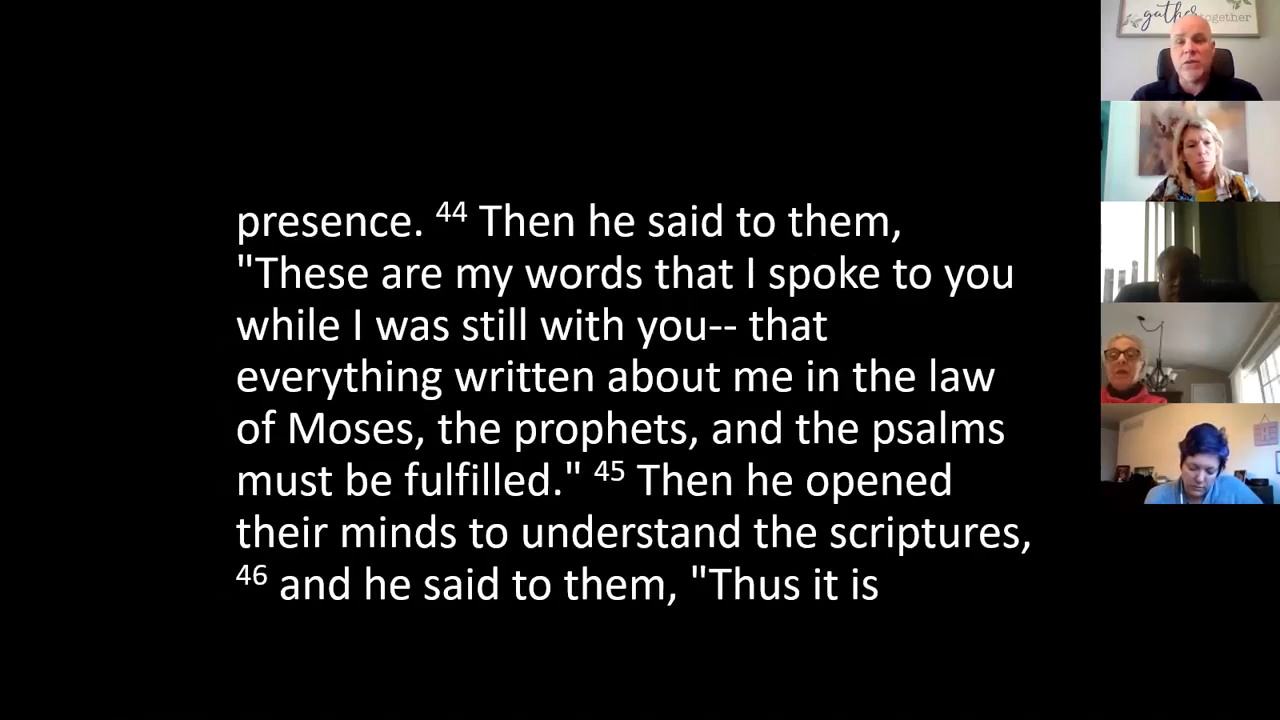 gather together
presence. 44 Then he said to them,
"These are my words that I spoke to you
while I was still with you-- that
everything written about me in the law
of Moses, the prophets, and the psalms
must be fulfilled." 45 Then he opened
their minds to understand the scriptures,
46 and he said to them, "Thus it is